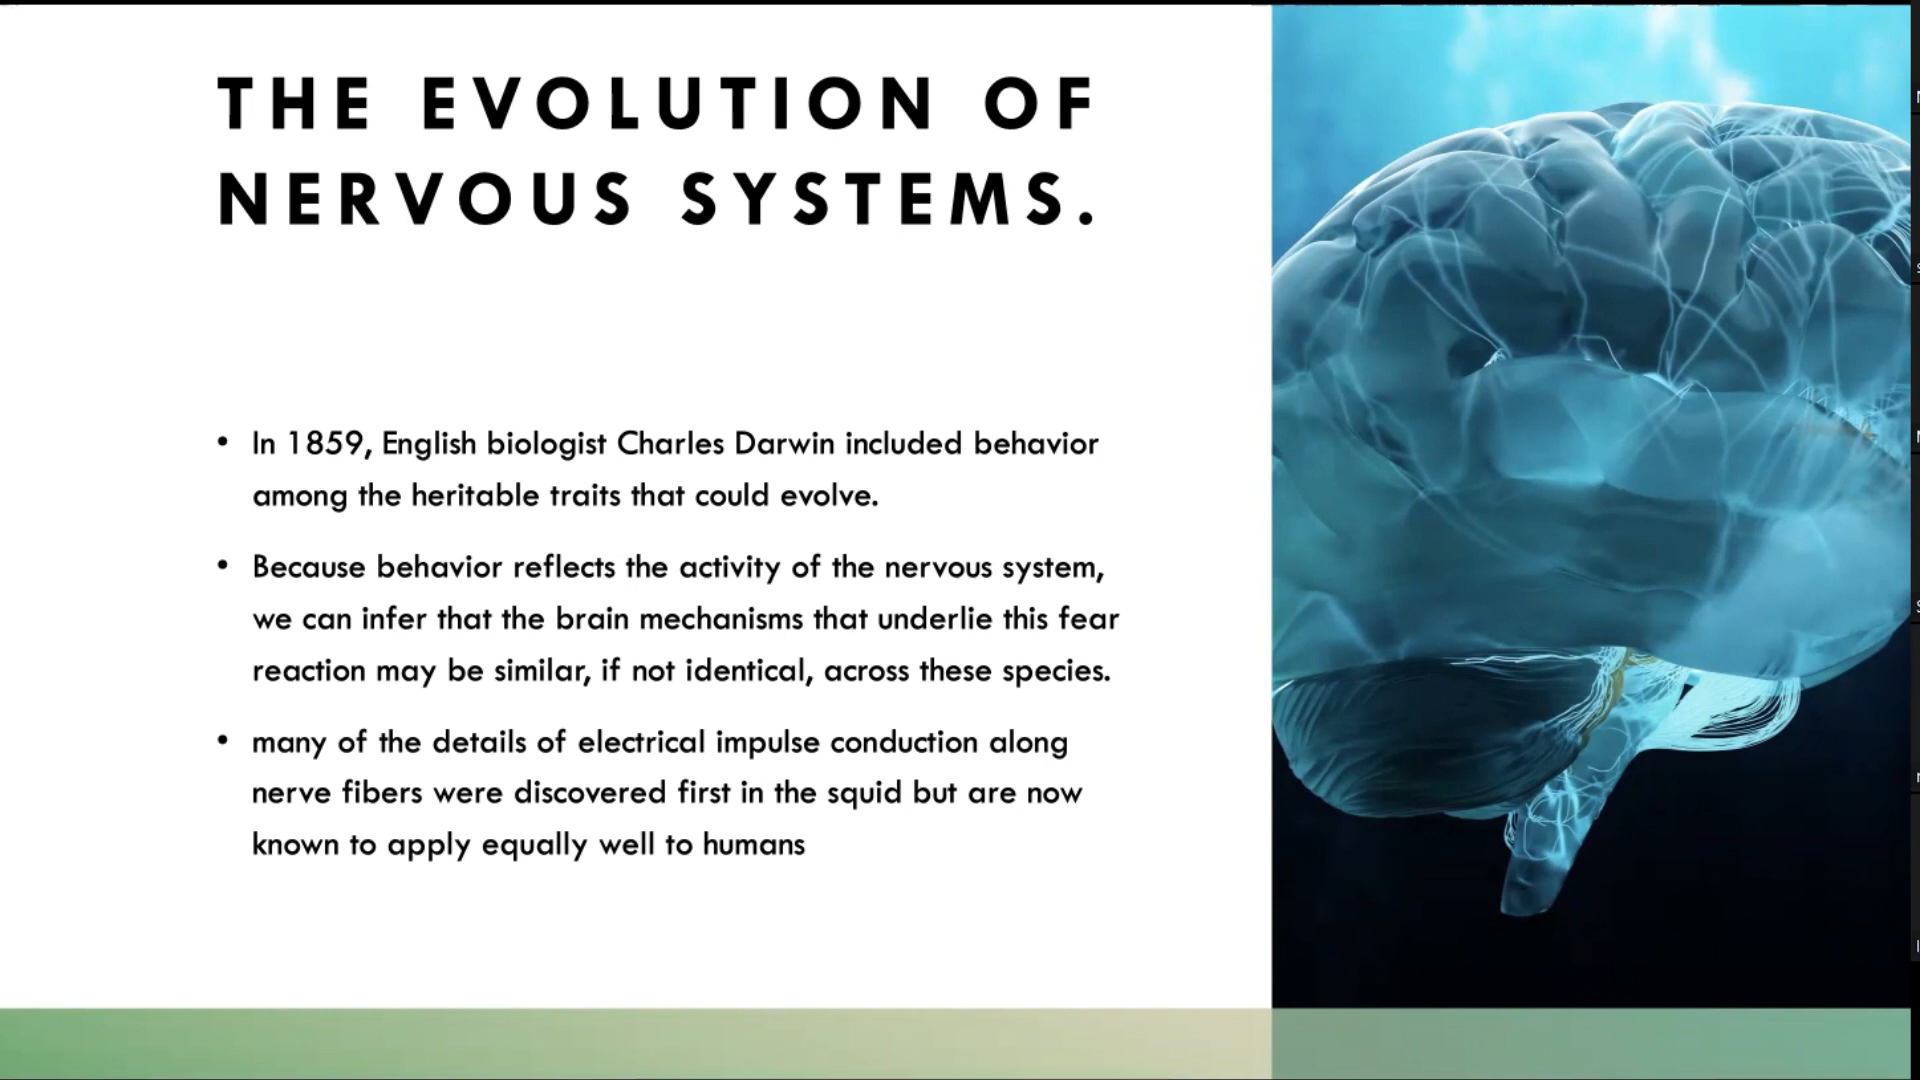 THE EVOLUTION OF
NERVOUS SYSTEMS.
• In 1859, English biologist Charles Darwin included behavior
among the heritable traits that could evolve.
• Because behavior reflects the activity of the nervous system,
we can infer that the brain mechanisms that underlie this fear
reaction may be similar, if not identical, across these species.
• many of the details of electrical impulse conduction along
nerve fibers were discovered first in the squid but are now
known to apply equally well to humans